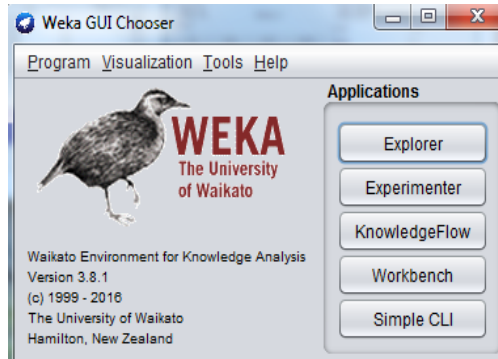 Weka GUI Chooser
Program Visualization Tools Help
Applications
WEKA
The University
of Waikato
Explorer
Experimenter
KnowledgeFlow
Workbench
Simple CLI
Waikato Environment for Knowledge Analysis
Version 3.8.1
(c) 1999 - 2016
The University of Waikato
Hamilton, New Zealand